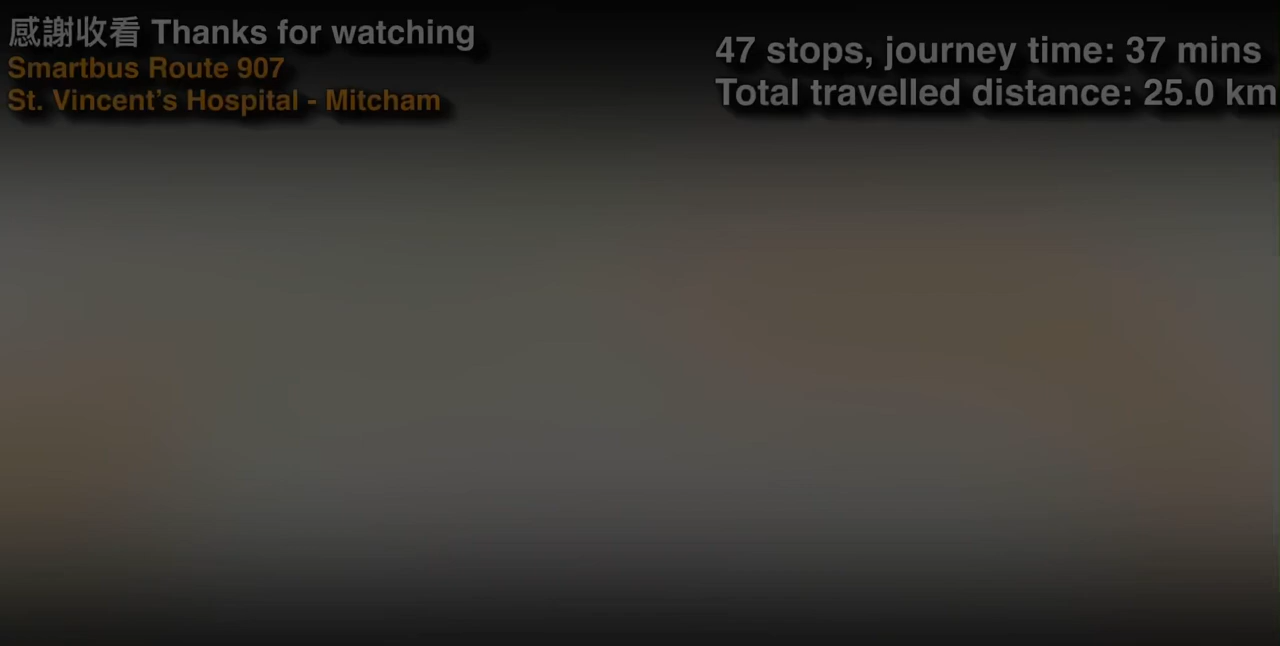 感謝收看 Thanks for watching
Smartbus Route 907
St. Vincent’s Hospital - Mitcham
47 stops, journey time: 37 mins
Total travelled distance: 25.0 km